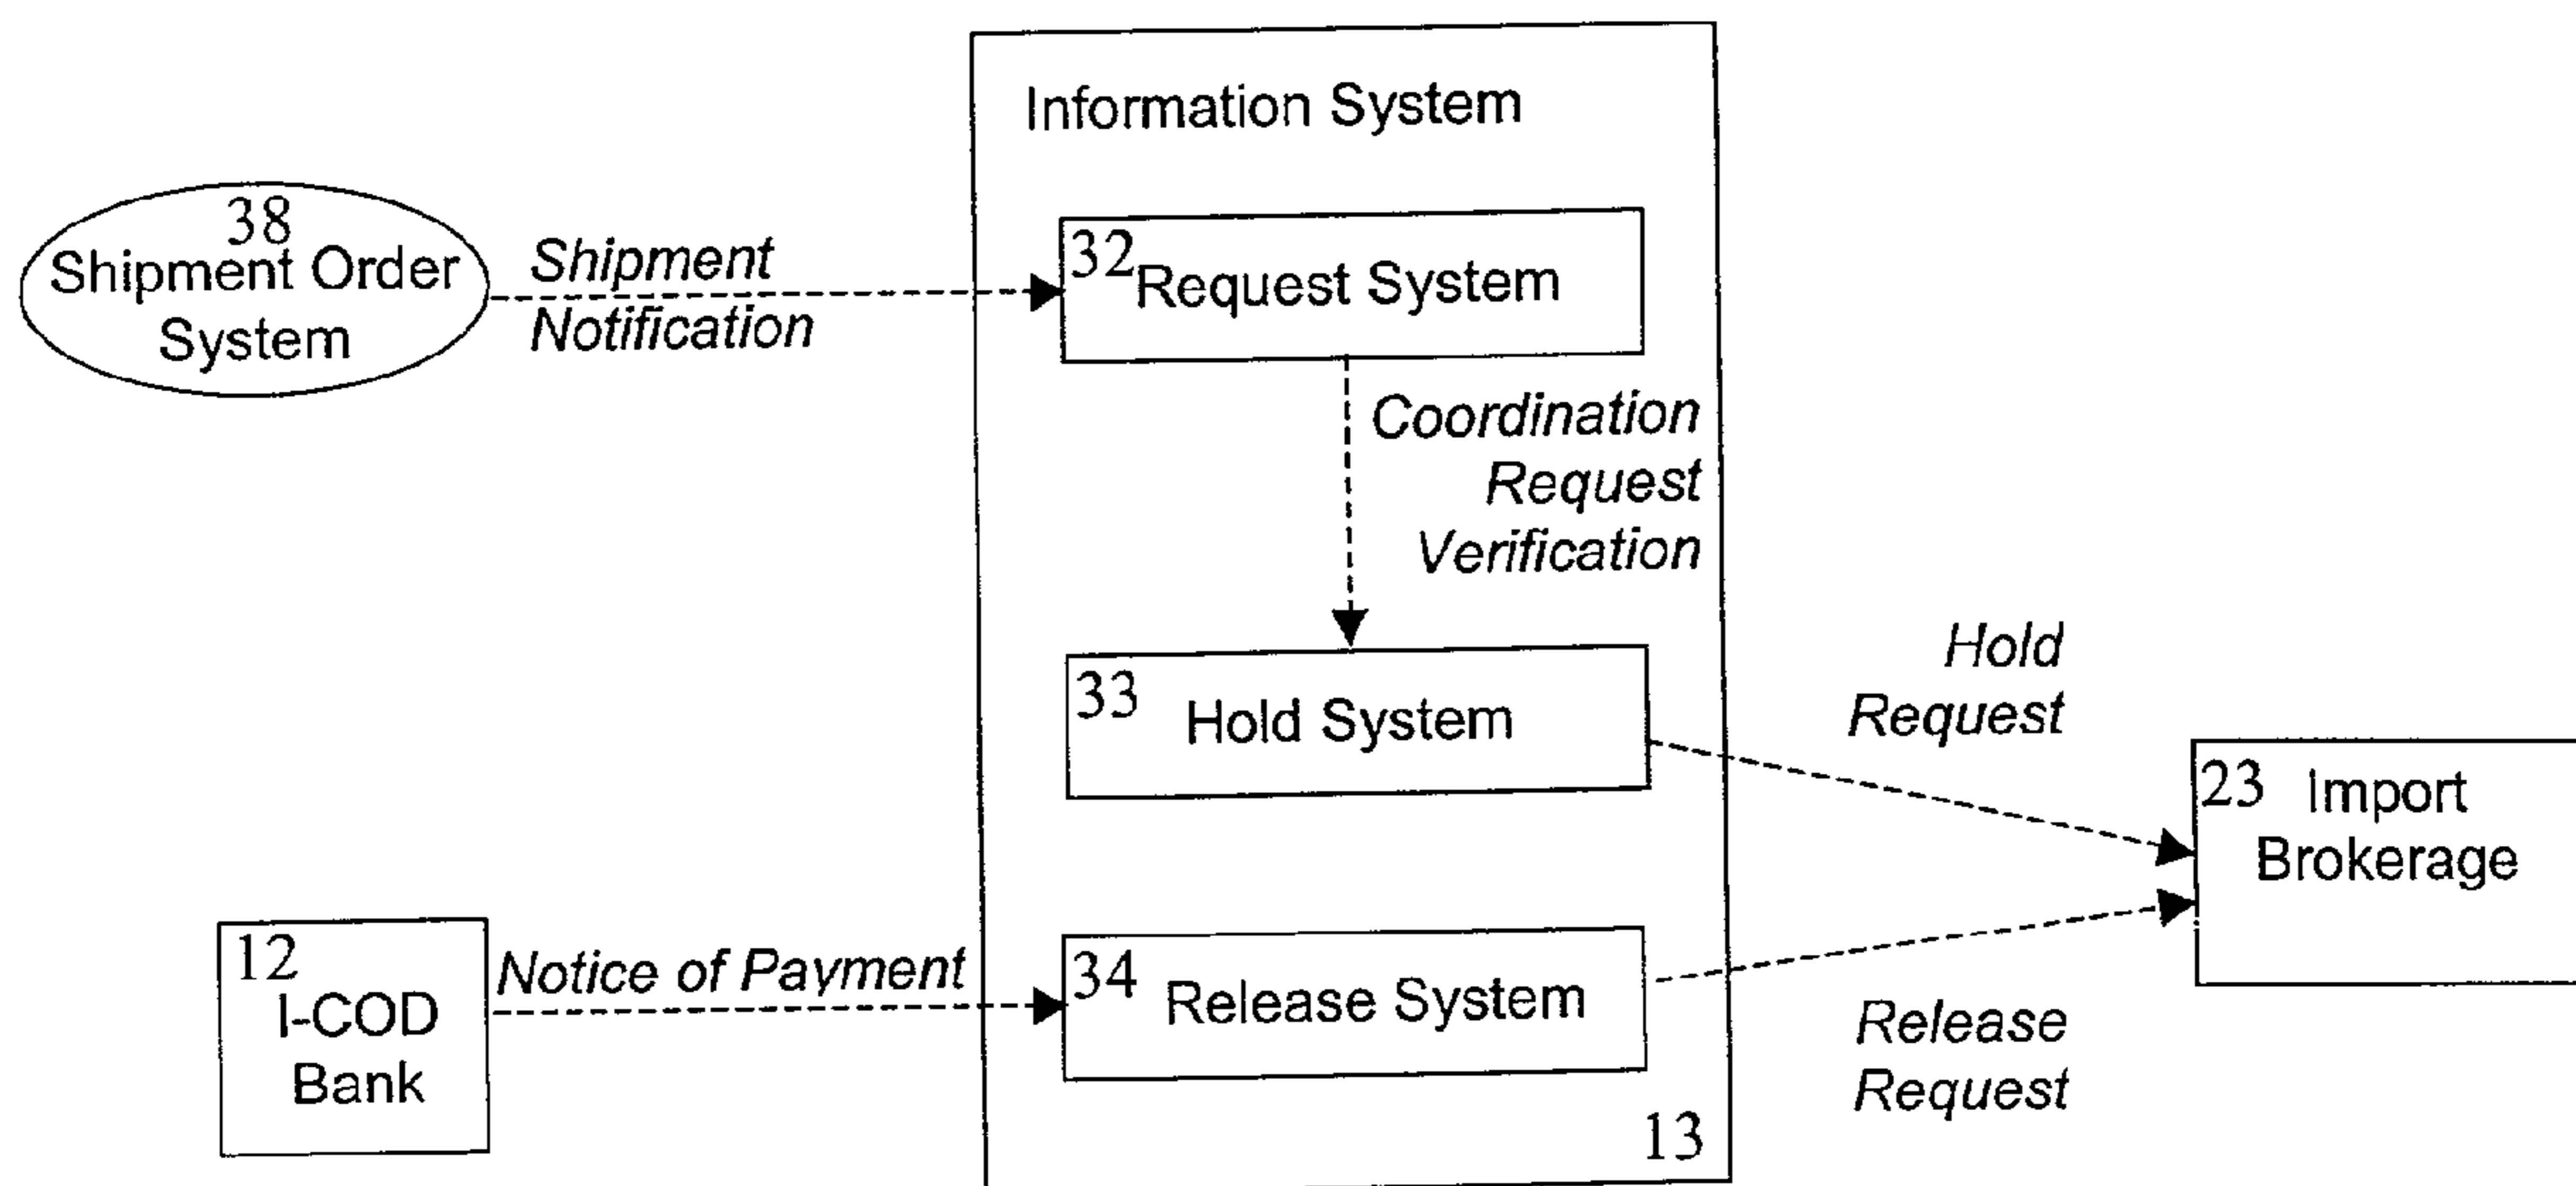 Information System
38
Shipment Order
System
Shipment
Notification
32
Request System
Coordination
Request
Verification
33
Hold System
Hold
Request
23
Import
Brokerage
12
I-COD
Bank
Notice of Payment
34
Release System
Release
Request
13